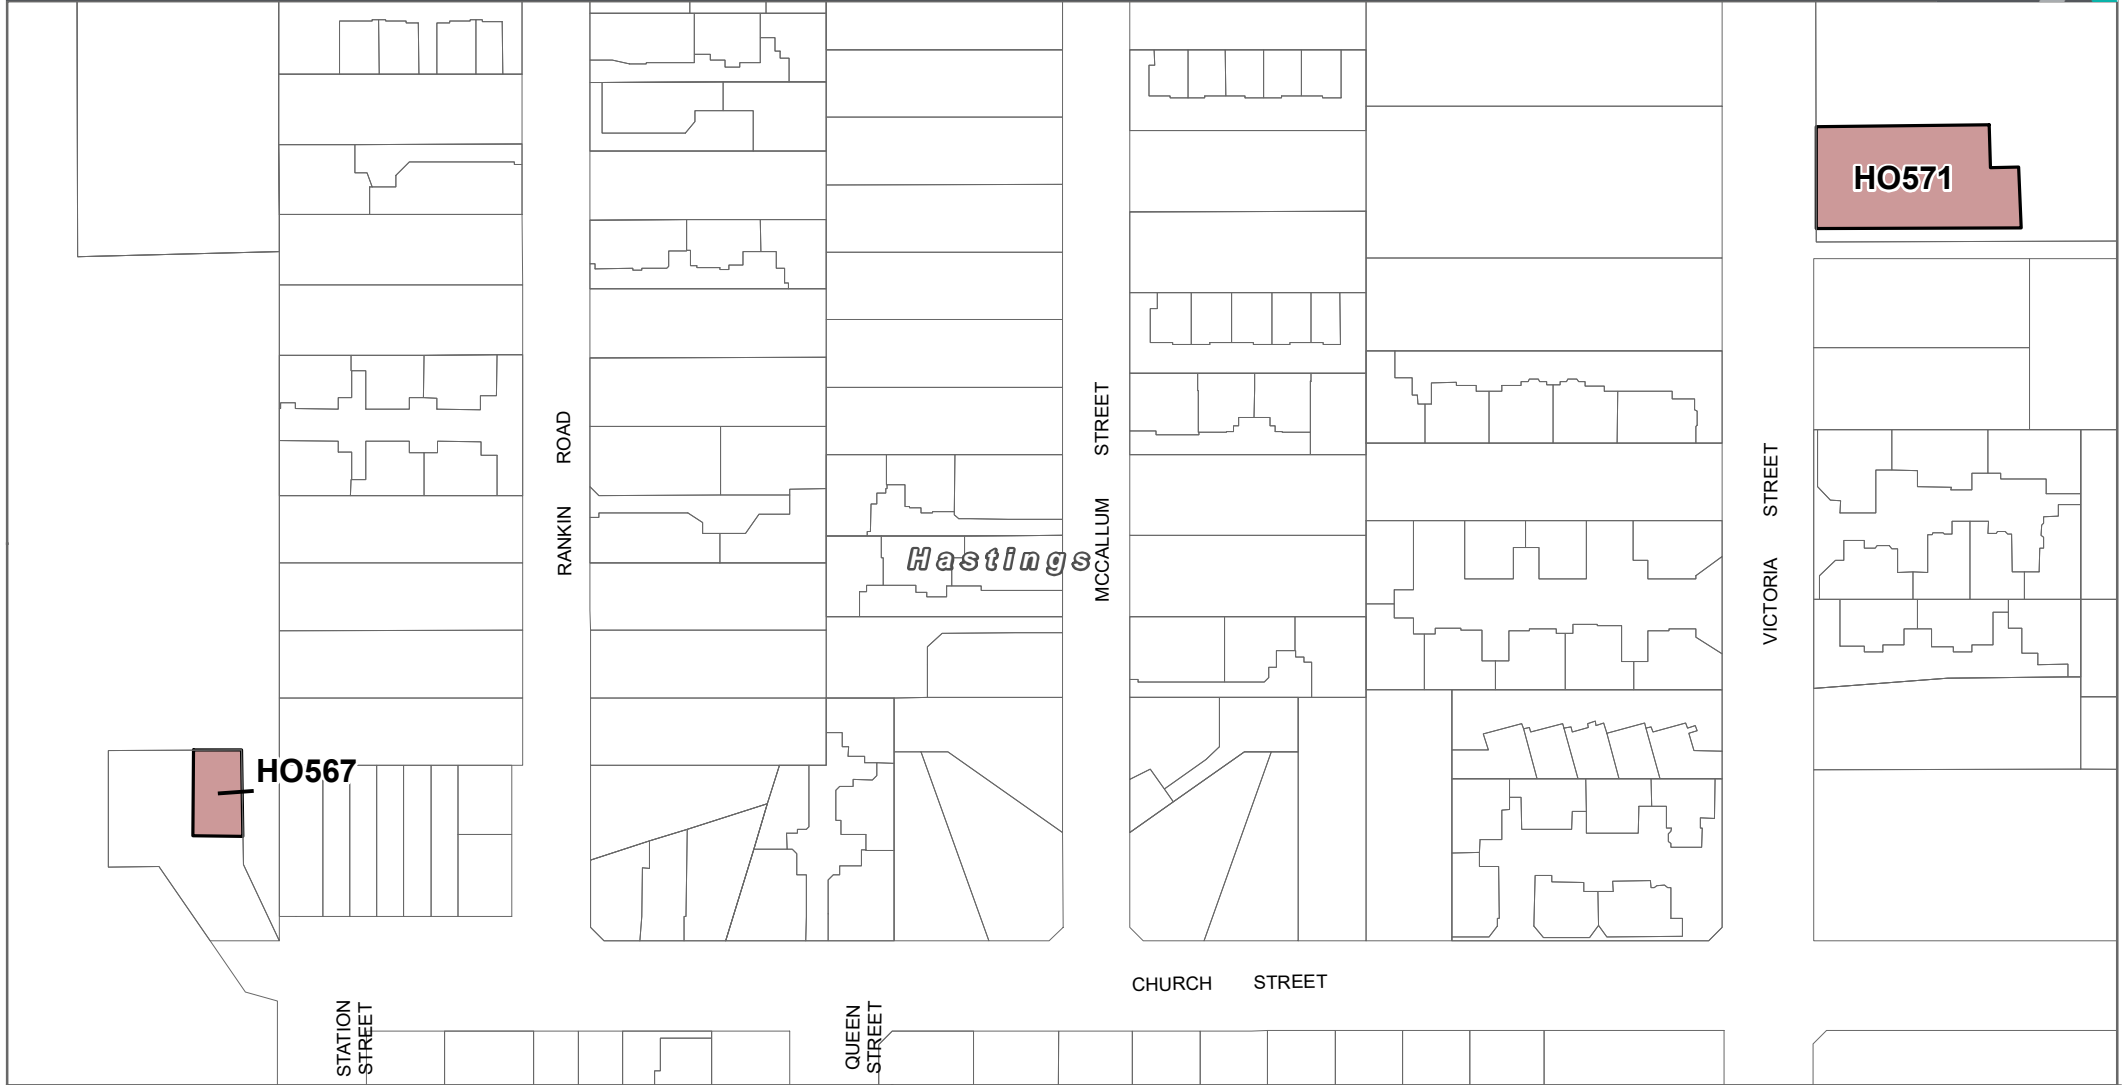 HO571
RANKIN ROAD
MCCALLUM STREET
VICTORIA STREET
Hastings
HO567
CHURCH STREET
STATION
STREET
QUEEN
STREET